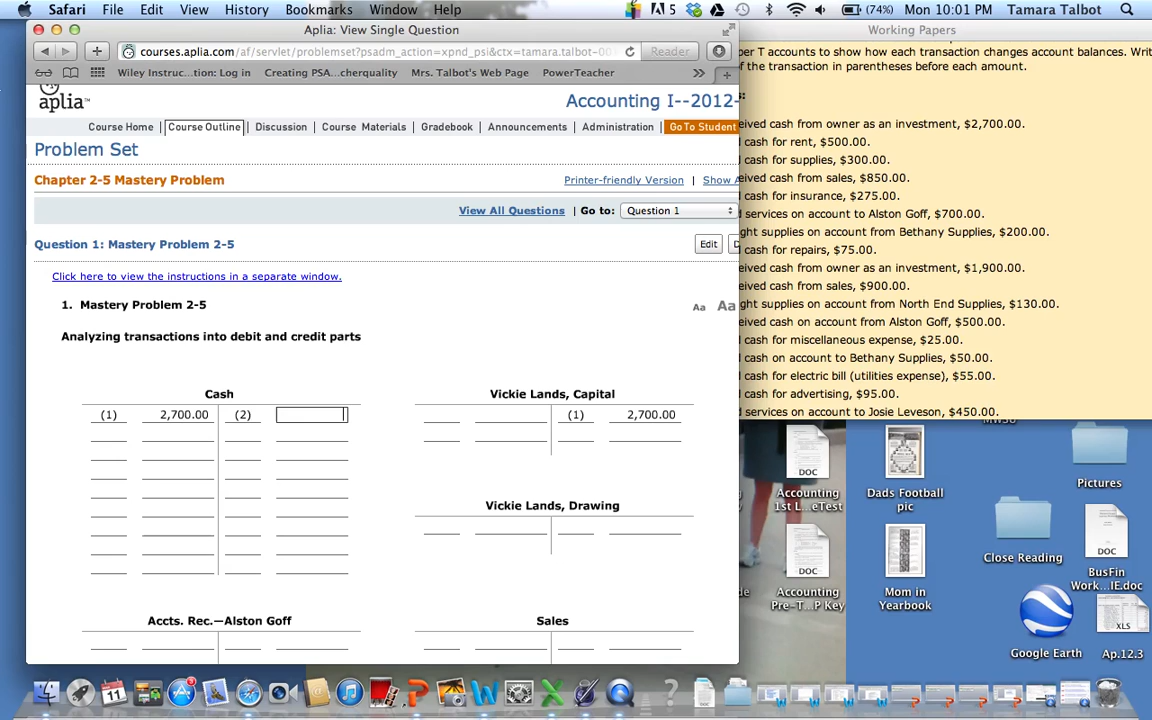 Safari File Edit View History Bookmarks Window Help
5 (74%) Mon 10:01 PM Tamara Talbot
Aplia: View Single Question
courses.aplia.com/af/servlet/problemset?psadm_action=xpnd_psi&ctx=tamara.talbot-00
Reader
Wiley Instruc...tion: Log in Creating PSA...cherquality Mrs. Talbot's Web Page PowerTeacher
aplia™
Accounting I--2012-
Course Home Course Outline Discussion Course Materials Gradebook Announcements Administration Go To Student
Problem Set
Chapter 2-5 Mastery Problem
Printer-friendly Version | Show A
View All Questions | Go to: Question 1
Question 1: Mastery Problem 2-5
Edit D
Click here to view the instructions in a separate window.
1. Mastery Problem 2-5
Aa Aa
Analyzing transactions into debit and credit parts
Cash
(1) 2,700.00 (2)
Vickie Lands, Capital
(1) 2,700.00
Vickie Lands, Drawing
Accts. Rec.—Alston Goff
Sales
Working Papers
per T accounts to show how each transaction changes account balances. Writ
f the transaction in parentheses before each amount.
s:
eived cash from owner as an investment, $2,700.00.
cash for rent, $500.00.
cash for supplies, $300.00.
eived cash from sales, $850.00.
cash for insurance, $275.00.
d services on account to Alston Goff, $700.00.
ght supplies on account from Bethany Supplies, $200.00.
cash for repairs, $75.00.
eived cash from owner as an investment, $1,900.00.
eived cash from sales, $900.00.
ght supplies on account from North End Supplies, $130.00.
eived cash on account from Alston Goff, $500.00.
cash for miscellaneous expense, $25.00.
cash on account to Bethany Supplies, $50.00.
cash for electric bill (utilities expense), $55.00.
cash for advertising, $95.00.
d services on account to Josie Leveson, $450.00.
DOC
Accounting
1st L...eTest
Dads Football
pic
Pictures
DOC
Accounting
Pre-T...P Key
Mom in
Yearbook
Close Reading
DOC
BusFin
Work...IE.doc
Google Earth
XLS
Ap.12.3